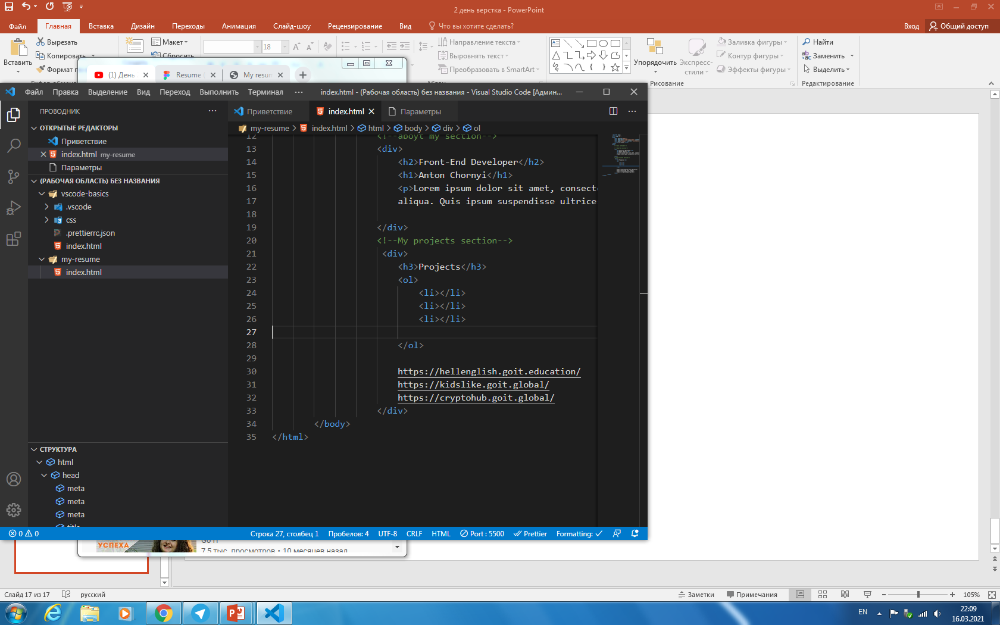 2 день верстка - PowerPoint
Файл Главная Вставка Дизайн Переходы Анимация Слайд-шоу Рецензирование Вид Что вы хотите сделать? Вход Общий доступ
Вставить
Вырезать
Копировать
Формат
Макет
Сбросить
18
Направление текста
Выровнять текст
Преобразовать в SmartArt
Упорядочить
Экспресс-
стили
Заливка фигуры
Контур фигуры
Эффекты фигуры
Рисование
Найти
Заменить
Выделить
Редактирование
(1) День
Resume
My resum
Файл Правка Выделение Вид Переход Выполнить Терминал ··· index.html - (Рабочая область) без названия - Visual Studio Code [Админ...
ПРОВОДНИК
ОТКРЫТЫЕ РЕДАКТОРЫ
Приветствие
index.html my-resume
Параметры
(РАБОЧАЯ ОБЛАСТЬ) БЕЗ НАЗВАНИЯ
vscode-basics
.vscode
css
.prettierrc.json
index.html
my-resume
index.html
СТРУКТУРА
html
head
meta
meta
meta
title
Приветствие index.html Параметры
my-resume > index.html > html > body > div > ol
12 <!--aboyt my section-->
13 <div>
14 <h2>Front-End Developer</h2>
15 <h1>Anton Chornyi</h1>
16 <p>Lorem ipsum dolor sit amet, consect
17 aliqua. Quis ipsum suspendisse ultrice
18
19 </div>
20 <!--My projects section-->
21 <div>
22 <h3>Projects</h3>
23 <ol>
24 <li></li>
25 <li></li>
26 <li></li>
27
28 </ol>
29
30 https://hellenglish.goit.education/
31 https://kidslike.goit.global/
32 https://cryptohub.goit.global/
33 </div>
34 </body>
35 </html>
0 0 Строка 27, столбец 1 Пробелов: 4 UTF-8 CRLF HTML Port : 5500 Prettier Formatting:
УСПЕХА
GoIT
7,5 тыс. просмотров • 10 месяцев назад
Слайд 17 из 17 русский Заметки Примечания 105%
EN
22:09
16.03.2021